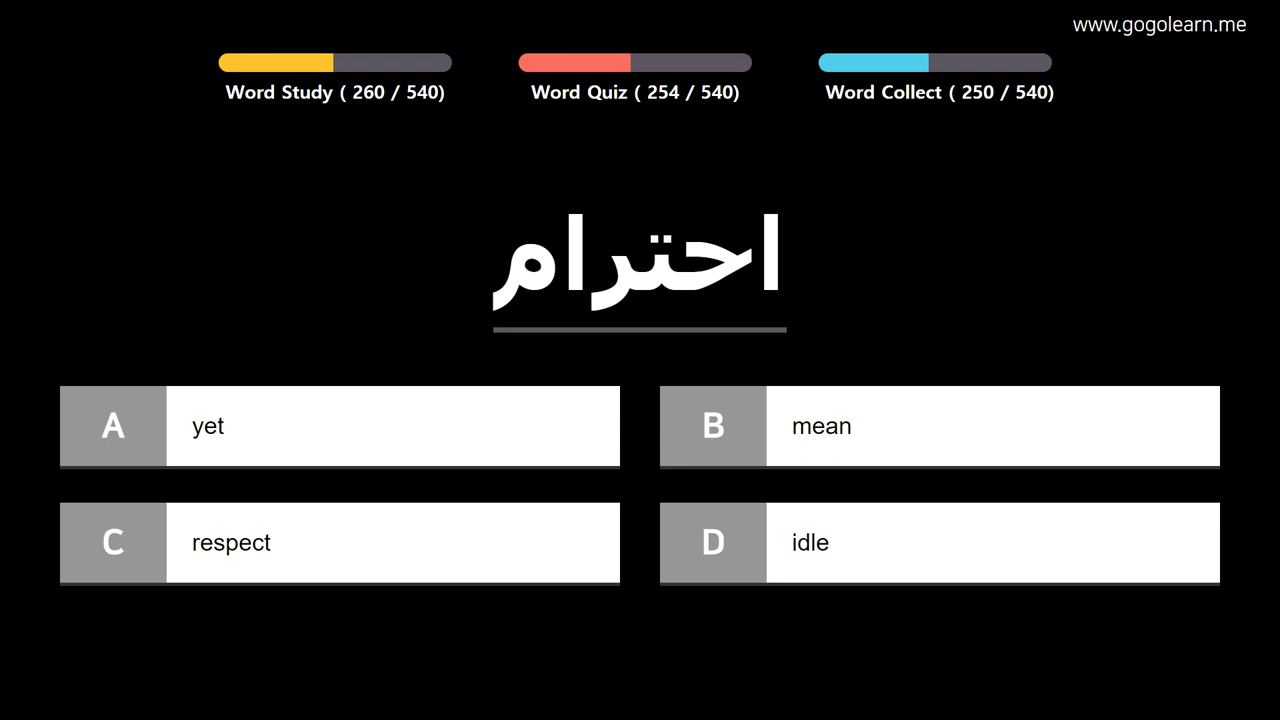 www.gogolearn.me
Word Study ( 260 / 540)
Word Quiz ( 254 / 540)
Word Collect ( 250 / 540)
احترام
A yet
B mean
C respect
D idle